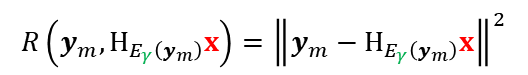 R(y_m, H_{E_γ(y_m)}x) = ‖y_m − H_{E_γ(y_m)}x‖²